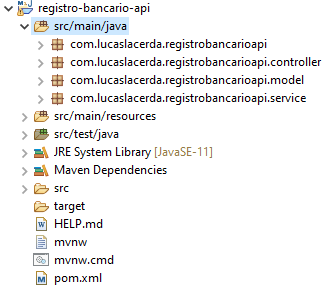 registro-bancario-api
src/main/java
com.lucaslacerda.registrobancarioapi
com.lucaslacerda.registrobancarioapi.controller
com.lucaslacerda.registrobancarioapi.model
com.lucaslacerda.registrobancarioapi.service
src/main/resources
src/test/java
JRE System Library [JavaSE-11]
Maven Dependencies
src
target
HELP.md
mvnw
mvnw.cmd
pom.xml